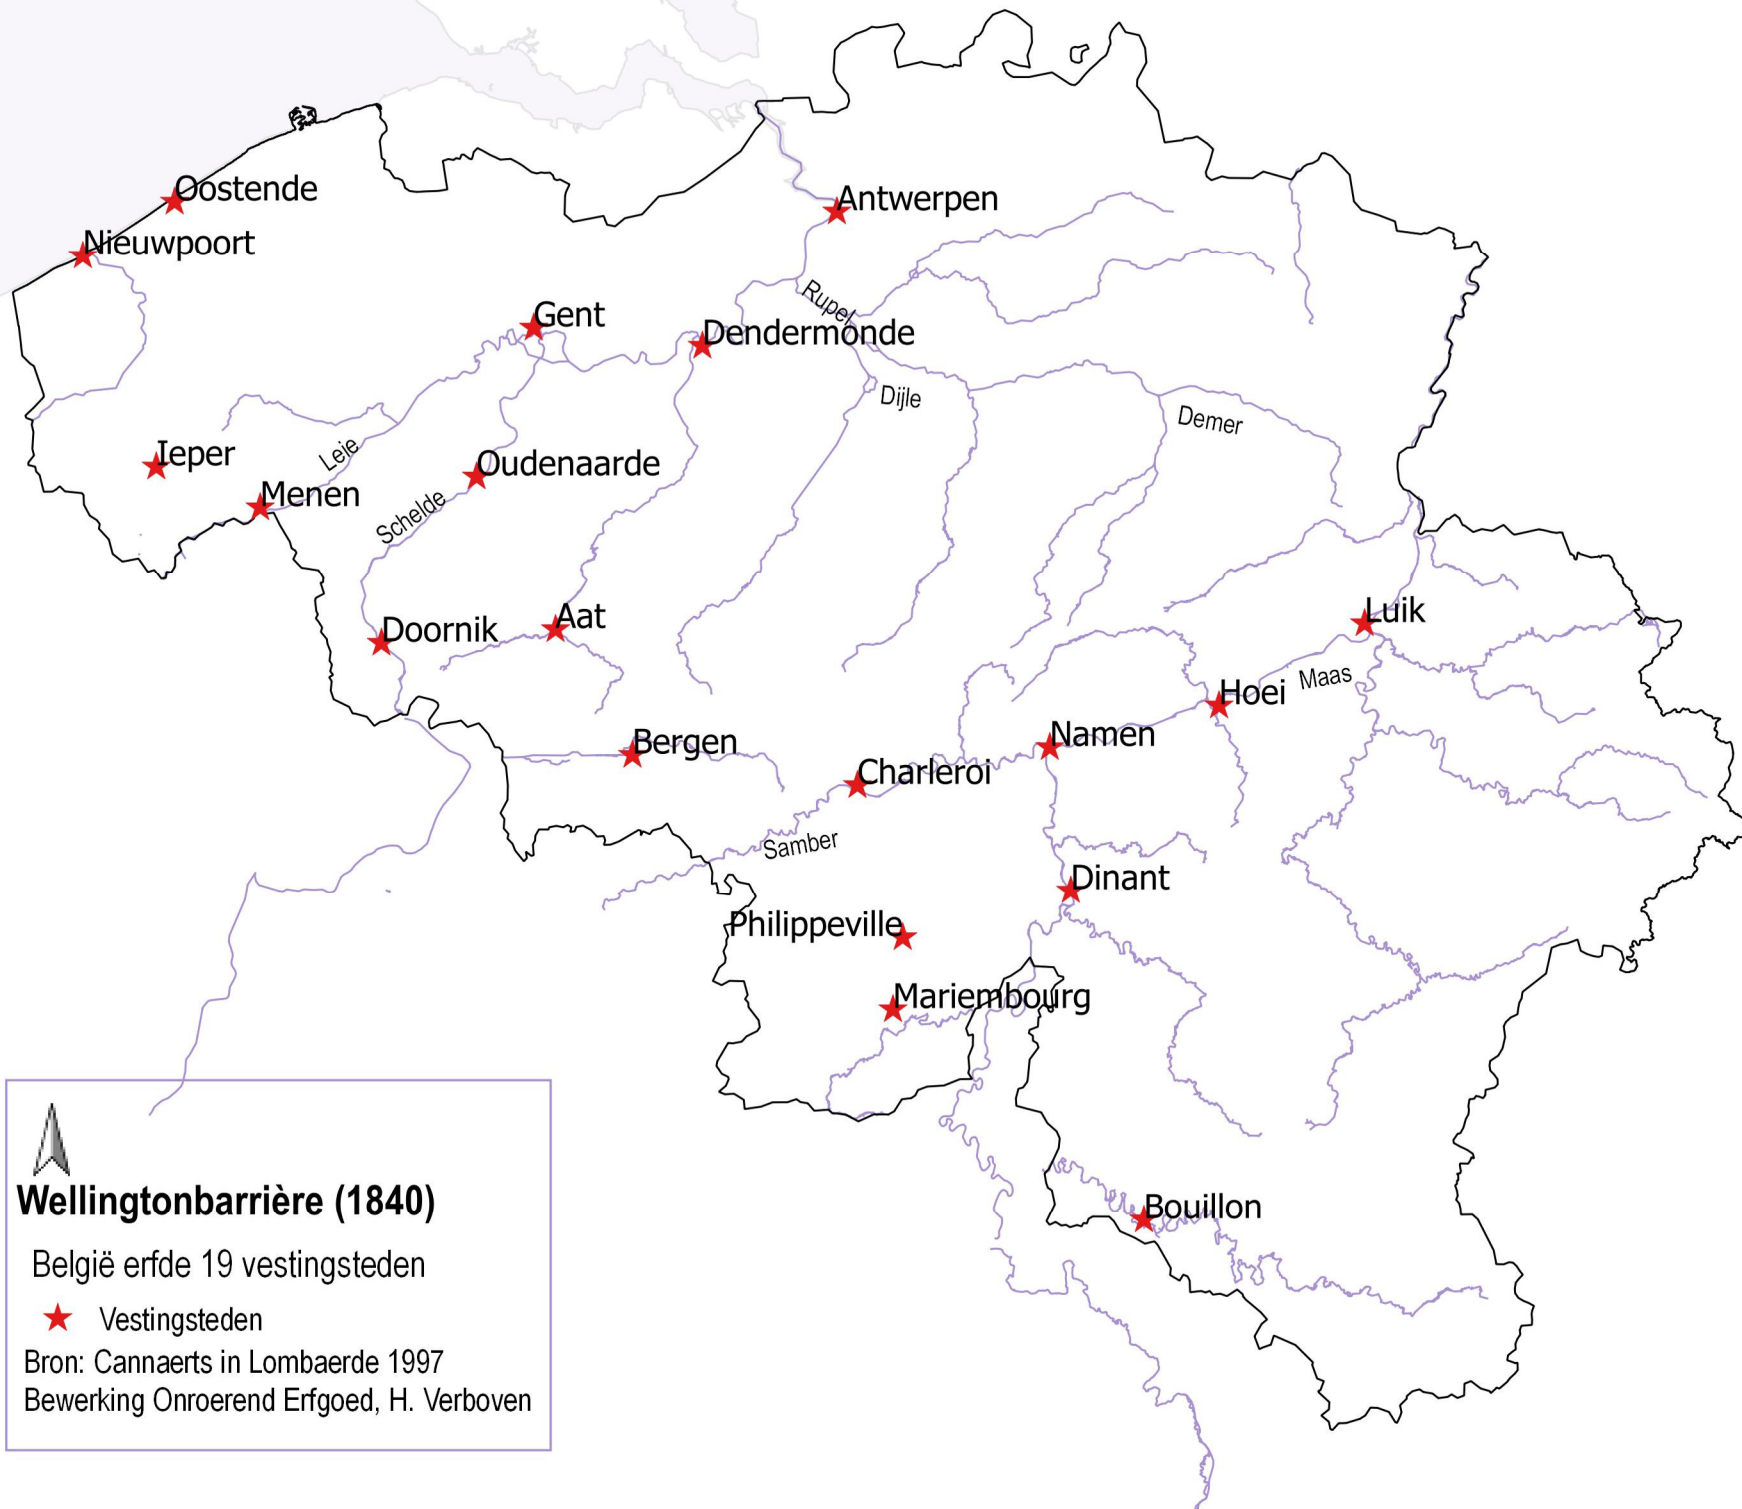 Oostende
Antwerpen
Nieuwpoort
Rupel
Gent
Dendermonde
Dijle
Demer
Leie
Ieper
Oudenaarde
Menen
Schelde
Luik
Aat
Doornik
Maas
Hoei
Namen
Bergen
Charleroi
Samber
Dinant
Philippeville
Mariembourg
Bouillon
Wellingtonbarrière (1840)
België erfde 19 vestingsteden
Vestingsteden
Bron: Cannaerts in Lombaerde 1997
Bewerking Onroerend Erfgoed, H. Verboven